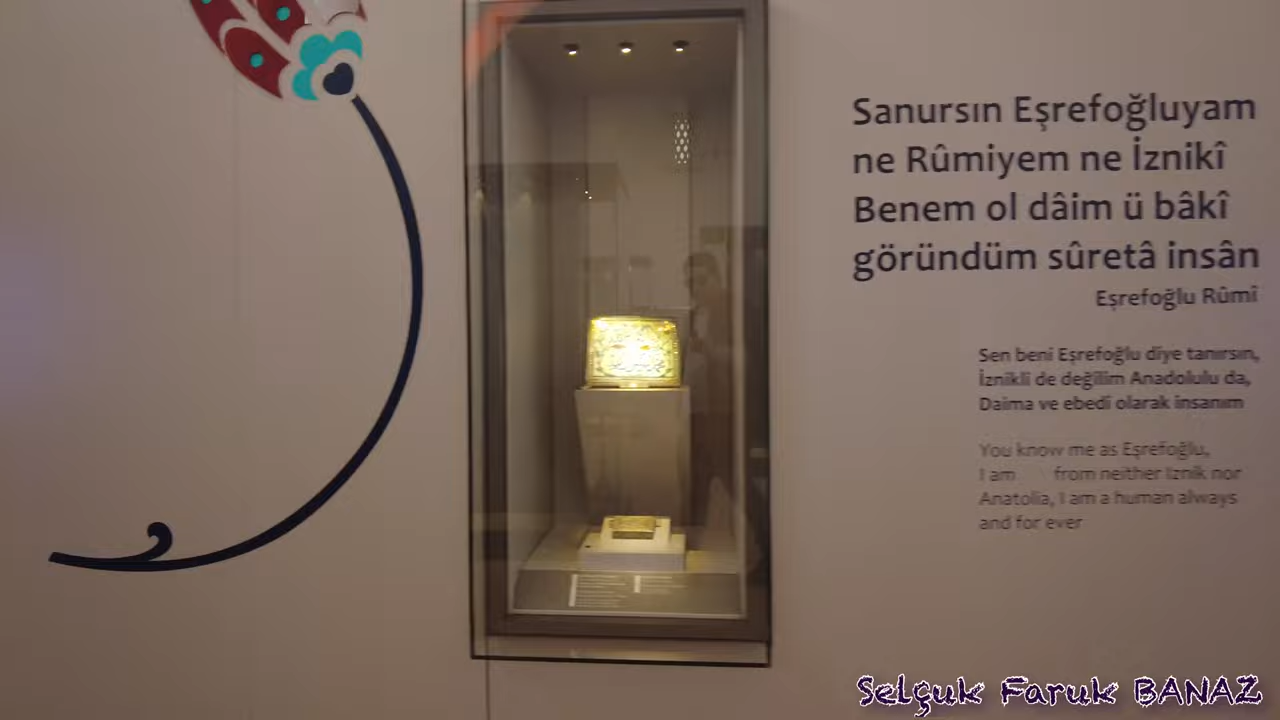 Sanursın Eşrefoğluyam
ne Rûmiyem ne İznikî
Benem ol dâim ü bâkî
göründüm sûretâ insân
Eşrefoğlu Rûmî
Sen beni Eşrefoğlu diye tanırsın,
İznikli de değilim Anadolulu da,
Daima ve ebedî olarak insanım
You know me as Eşrefoğlu,
I am from neither Iznik nor
Anatolia, I am a human always
and for ever
Selçuk Faruk BANAZ